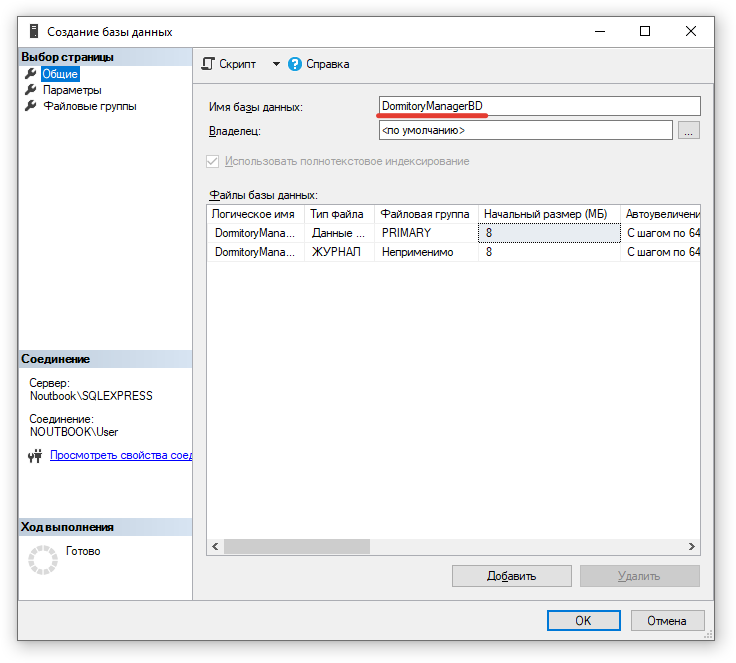 Создание базы данных
Выбор страницы
Общие
Параметры
Файловые группы
Скрипт
Справка
Имя базы данных: DormitoryManagerBD
Владелец: <по умолчанию> ...
Использовать полнотекстовое индексирование
Файлы базы данных:
Логическое имя Тип файла Файловая группа Начальный размер (МБ) Автоувеличени
DormitoryMana... Данные ... PRIMARY 8 С шагом по 64
DormitoryMana... ЖУРНАЛ Неприменимо 8 С шагом по 64
Соединение
Сервер:
Noutbook\SQLEXPRESS
Соединение:
NOUTBOOK\User
Просмотреть свойства соед
Ход выполнения
Готово
Добавить Удалить
OK Отмена